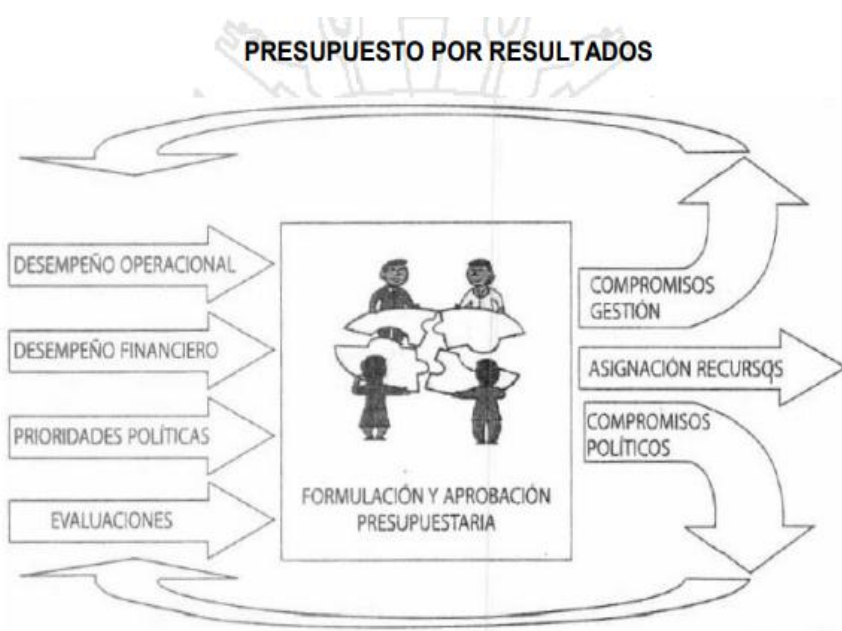 PRESUPUESTO POR RESULTADOS
DESEMPEÑO OPERACIONAL
DESEMPEÑO FINANCIERO
PRIORIDADES POLÍTICAS
EVALUACIONES
FORMULACIÓN Y APROBACIÓN
PRESUPUESTARIA
COMPROMISOS
GESTIÓN
ASIGNACIÓN RECURSOS
COMPROMISOS
POLÍTICOS